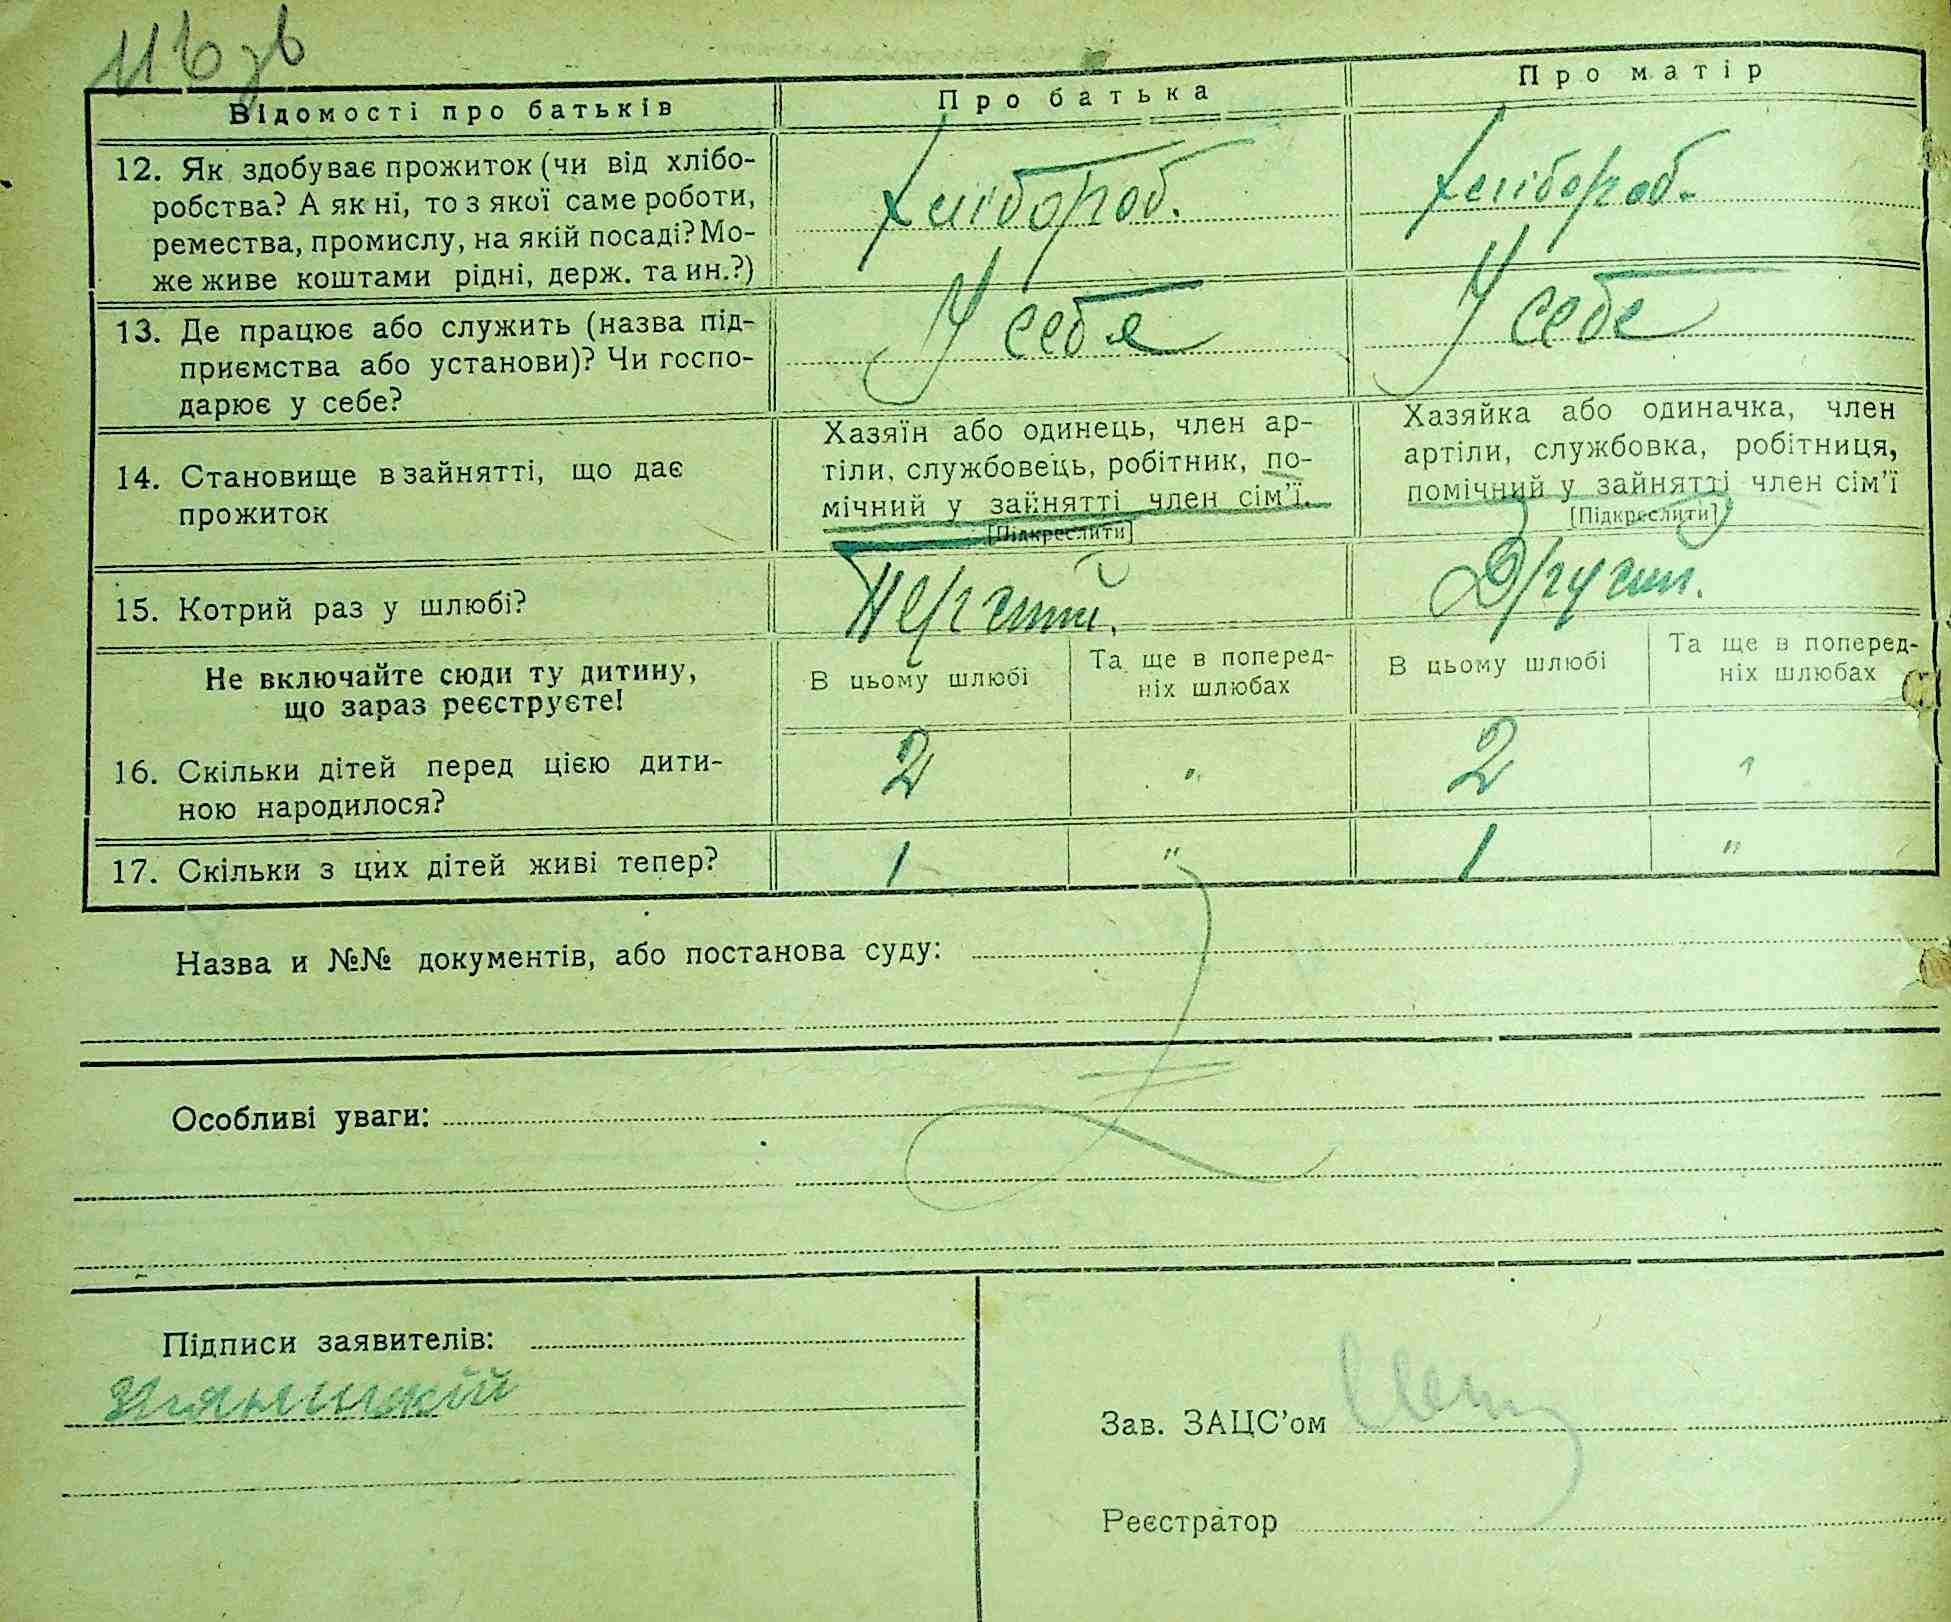 116 зв
Відомості про батьків
Про батька
Про матір
12. Як здобуває прожиток (чи від хлібо-
робства? А як ні, то з якої саме роботи,
ремества, промислу, на якій посаді? Мо-
же живе коштами рідні, держ. та ин.?)
Хлібороб.
Хлібороб.
13. Де працює або служить (назва під-
приємства або установи)? Чи госпо-
дарює у себе?
У себя
У себе
14. Становище в зайнятті, що дає
прожиток
Хазяїн або одинець, член ар-
тіли, службовець, робітник, по-
мічний у зайнятті член сім'ї.
[Підкреслити]
Хазяйка або одиначка, член
артіли, службовка, робітниця,
помічний у зайнятті член сім'ї
[Підкреслити]
15. Котрий раз у шлюбі?
Перший.
Другий.
Не включайте сюди ту дитину,
що зараз реєструєте!
В цьому шлюбі
Та ще в поперед-
ніх шлюбах
В цьому шлюбі
Та ще в поперед-
ніх шлюбах
16. Скільки дітей перед цією дити-
ною народилося?
2
"
2
"
17. Скільки з цих дітей живі тепер?
1
"
1
"
Назва и №№ документів, або постанова суду:
Особливі уваги:
Підписи заявителів:
Зав. ЗАЦС'ом
Реєстратор